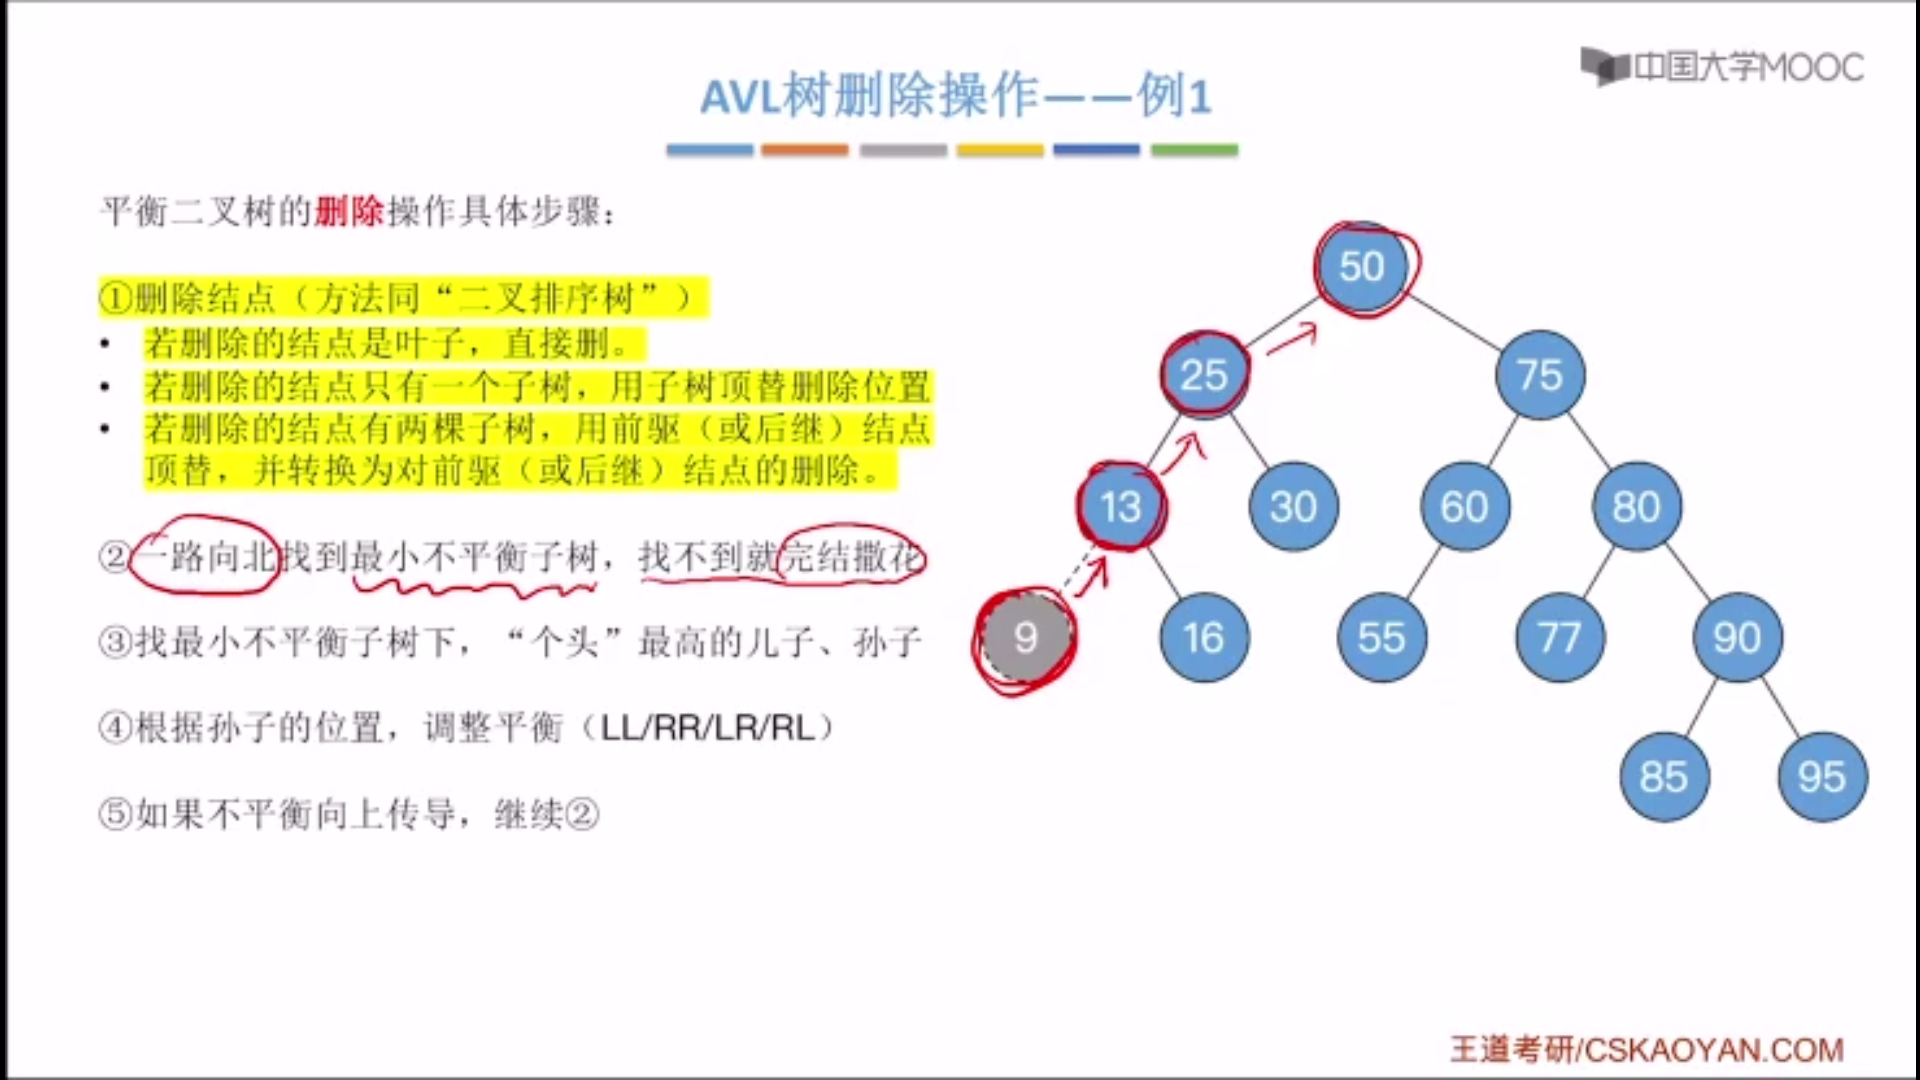 中国大学MOOC
AVL树删除操作——例1
平衡二叉树的删除操作具体步骤：
①删除结点（方法同“二叉排序树”）
• 若删除的结点是叶子，直接删。
• 若删除的结点只有一个子树，用子树顶替删除位置
• 若删除的结点有两棵子树，用前驱（或后继）结点
顶替，并转换为对前驱（或后继）结点的删除。
②一路向北找到最小不平衡子树，找不到就完结撒花
③找最小不平衡子树下，“个头”最高的儿子、孙子
④根据孙子的位置，调整平衡（LL/RR/LR/RL）
⑤如果不平衡向上传导，继续②
50
25 75
13 30 60 80
9 16 55 77 90
85 95
王道考研/CSKAOYAN.COM